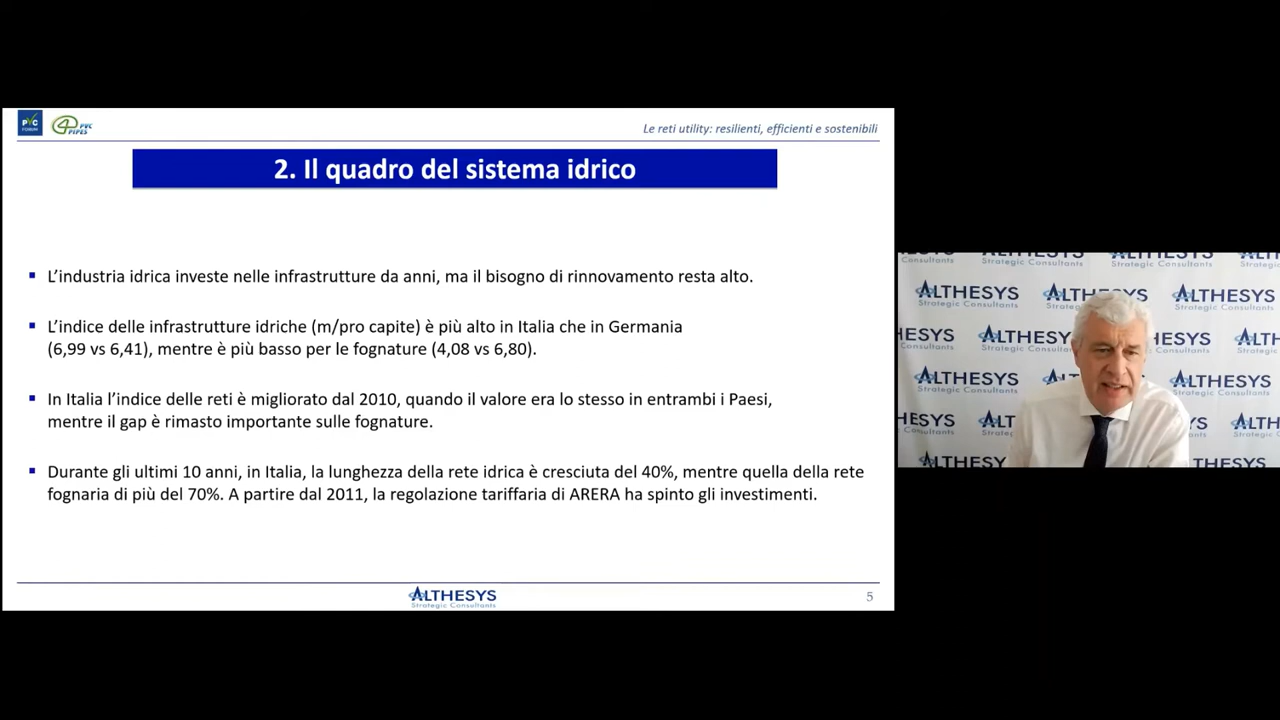 PVC
FORUM
PVC
PIPES
Le reti utility: resilienti, efficienti e sostenibili
2. Il quadro del sistema idrico
L'industria idrica investe nelle infrastrutture da anni, ma il bisogno di rinnovamento resta alto.
L'indice delle infrastrutture idriche (m/pro capite) è più alto in Italia che in Germania
(6,99 vs 6,41), mentre è più basso per le fognature (4,08 vs 6,80).
In Italia l'indice delle reti è migliorato dal 2010, quando il valore era lo stesso in entrambi i Paesi,
mentre il gap è rimasto importante sulle fognature.
Durante gli ultimi 10 anni, in Italia, la lunghezza della rete idrica è cresciuta del 40%, mentre quella della rete
fognaria di più del 70%. A partire dal 2011, la regolazione tariffaria di ARERA ha spinto gli investimenti.
ALTHESYS
Strategic Consultants
5
ALTHESYS
Strategic Consultants